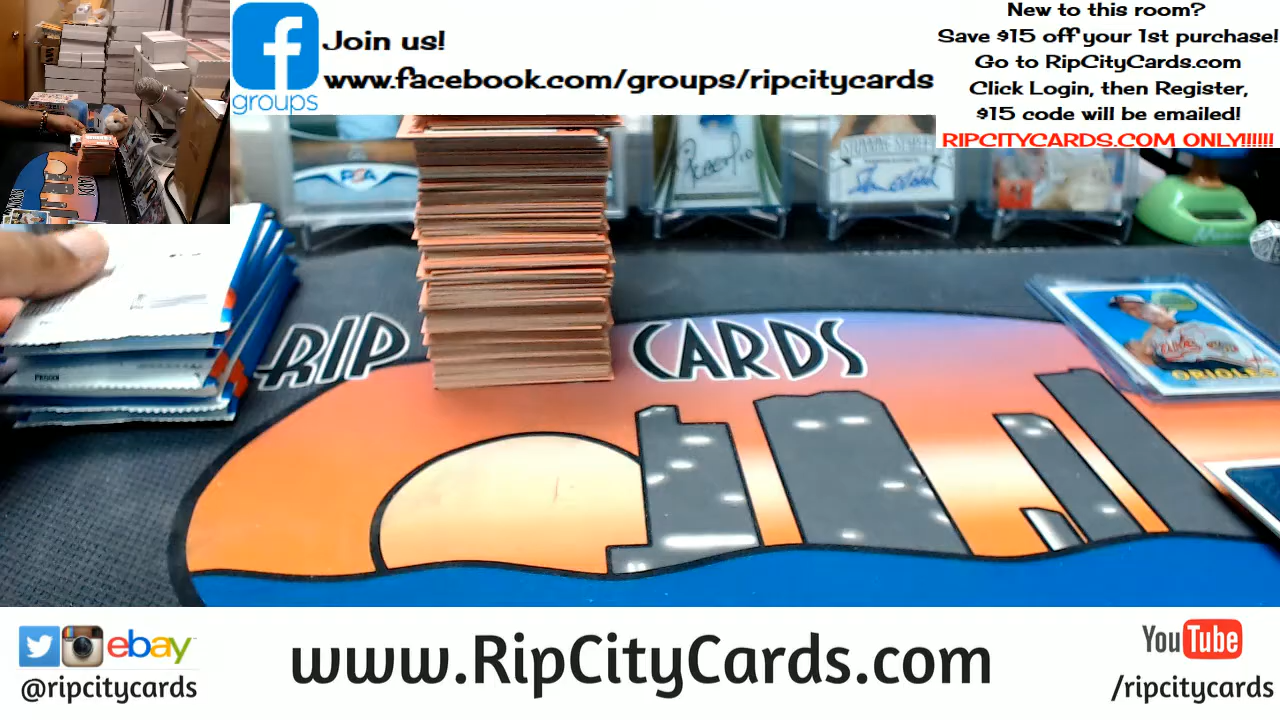 Join us!
www.facebook.com/groups/ripcitycards
groups
New to this room?
Save $15 off your 1st purchase!
Go to RipCityCards.com
Click Login, then Register,
$15 code will be emailed!
RIPCITYCARDS.COM ONLY!!!!!!
PSA
RIP CARDS
ORIOLES
ebay
@ripcitycards
www.RipCityCards.com
YouTube
/ripcitycards